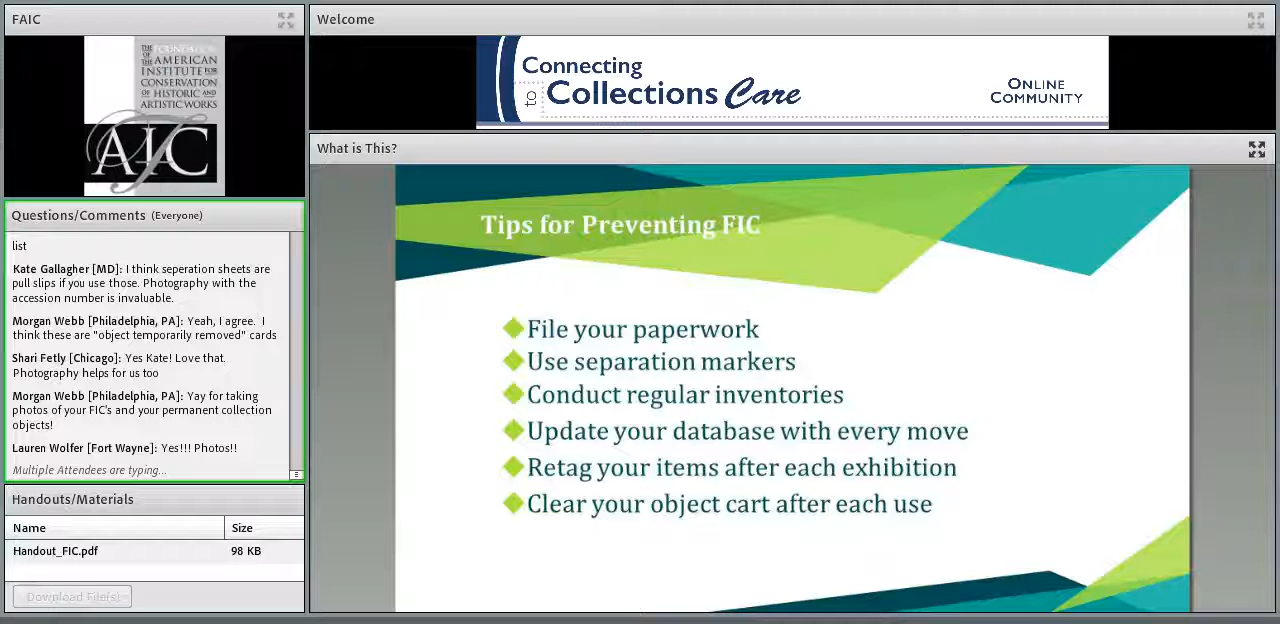 FAIC
THE FOUNDATION
OF THE AMERICAN
INSTITUTE FOR
CONSERVATION
OF HISTORIC AND
ARTISTIC WORKS
AIC
Questions/Comments (Everyone)
list
Kate Gallagher [MD]: I think seperation sheets are
pull slips if you use those. Photography with the
accession number is invaluable.
Morgan Webb [Philadelphia, PA]: Yeah, I agree. I
think these are "object temporarily removed" cards
Shari Fetly [Chicago]: Yes Kate! Love that.
Photography helps for us too
Morgan Webb [Philadelphia, PA]: Yay for taking
photos of your FIC's and your permanent collection
objects!
Lauren Wolfer [Fort Wayne]: Yes!!! Photos!!
Multiple Attendees are typing...
Handouts/Materials
Name Size
Handout_FIC.pdf 98 KB
Download File(s)
Welcome
Connecting
to Collections Care
ONLINE
COMMUNITY
What is This?
Tips for Preventing FIC
File your paperwork
Use separation markers
Conduct regular inventories
Update your database with every move
Retag your items after each exhibition
Clear your object cart after each use